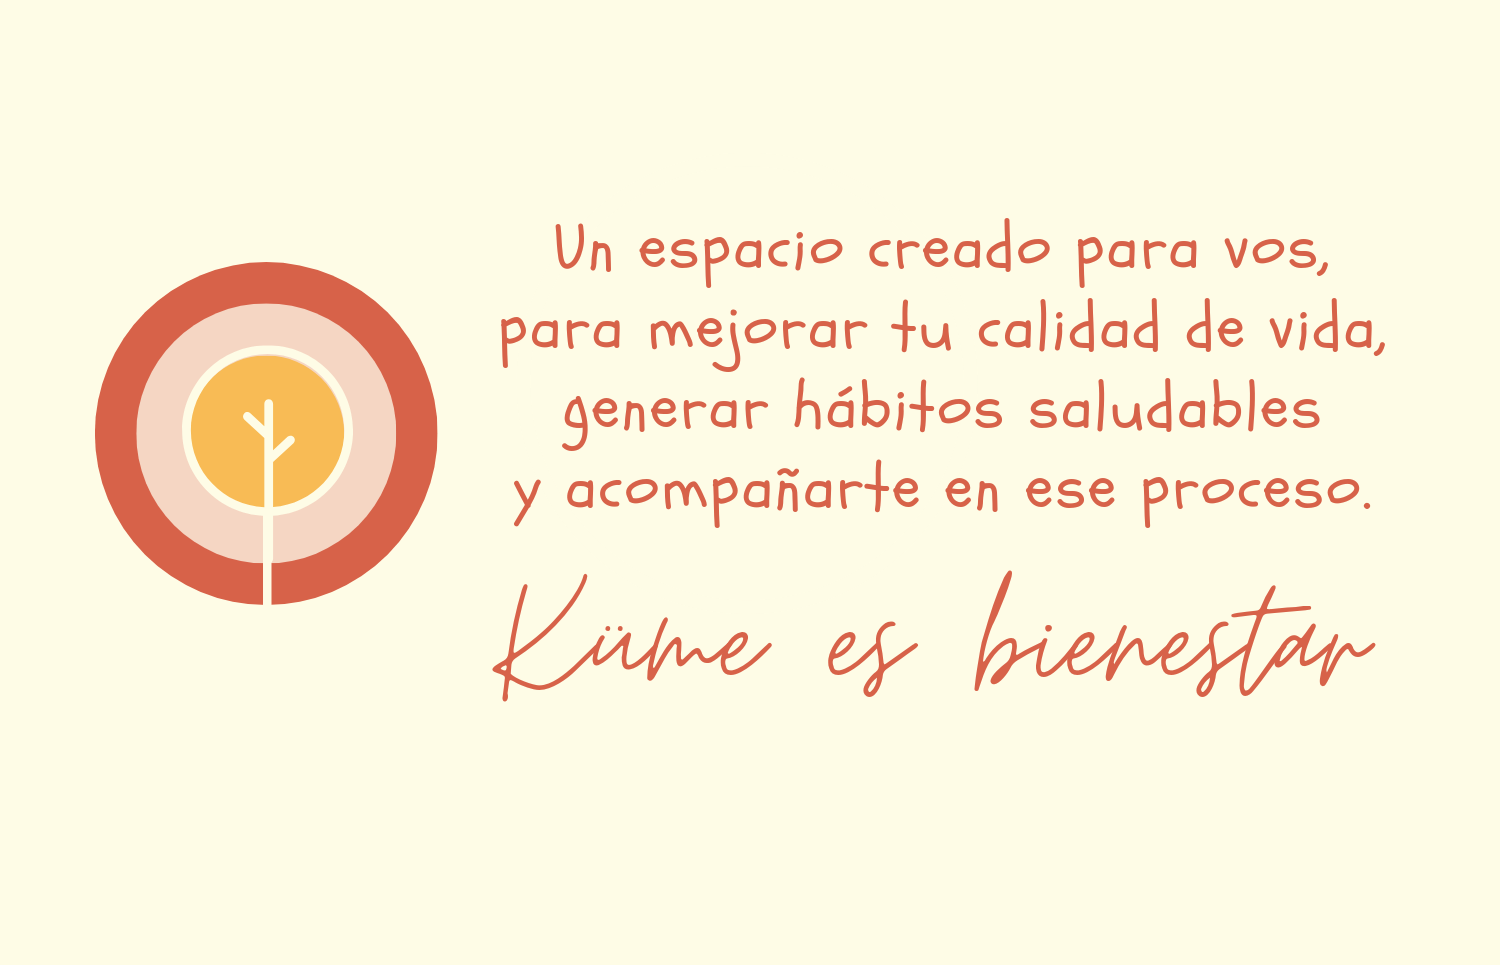 Un espacio creado para vos,
para mejorar tu calidad de vida,
generar hábitos saludables
y acompañarte en ese proceso.
Küme es bienestar